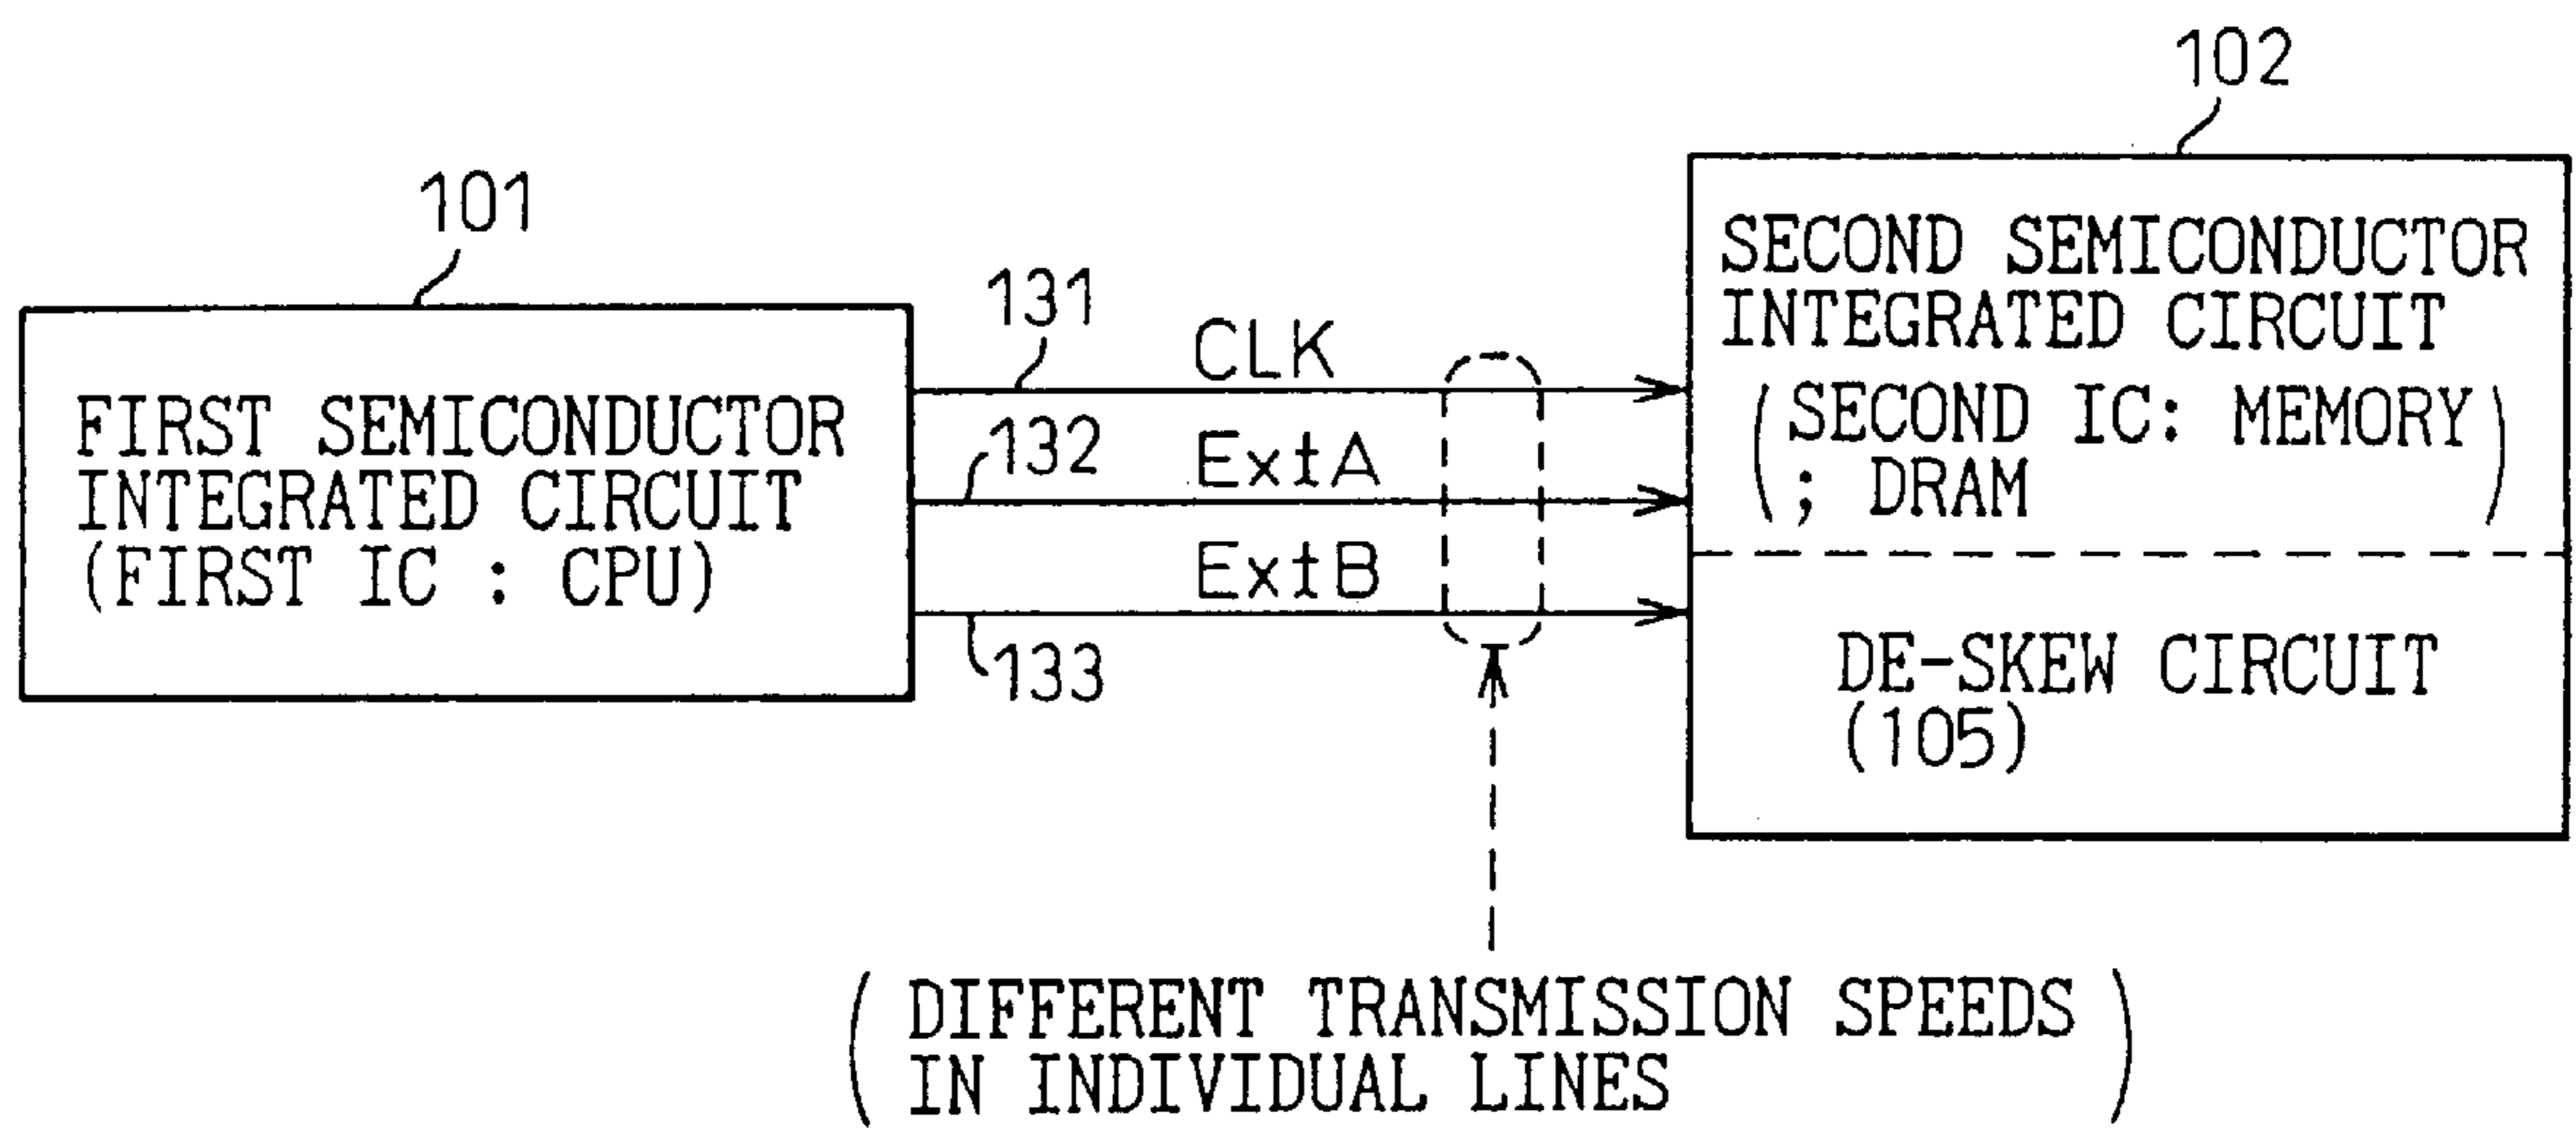 102
101
SECOND SEMICONDUCTOR
INTEGRATED CIRCUIT
(SECOND IC: MEMORY
; DRAM)
131
CLK
FIRST SEMICONDUCTOR
INTEGRATED CIRCUIT
(FIRST IC : CPU)
132
ExtA
ExtB
133
DE-SKEW CIRCUIT
(105)
(DIFFERENT TRANSMISSION SPEEDS
IN INDIVIDUAL LINES)